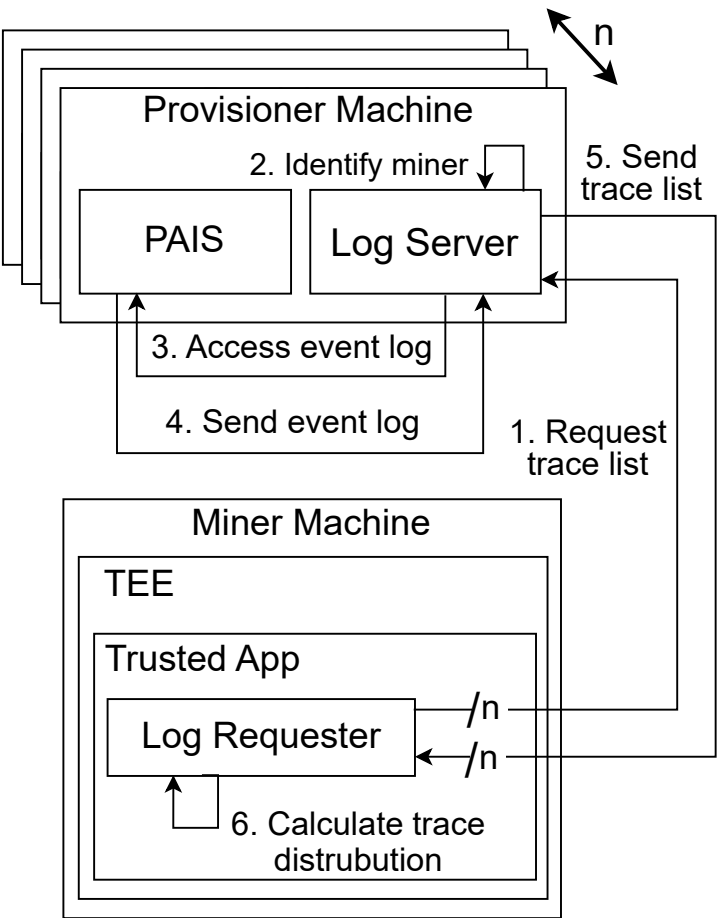 n
Provisioner Machine
2. Identify miner
5. Send
trace list
PAIS
Log Server
3. Access event log
4. Send event log
1. Request
trace list
Miner Machine
TEE
Trusted App
Log Requester
/n
/n
6. Calculate trace
distrubution